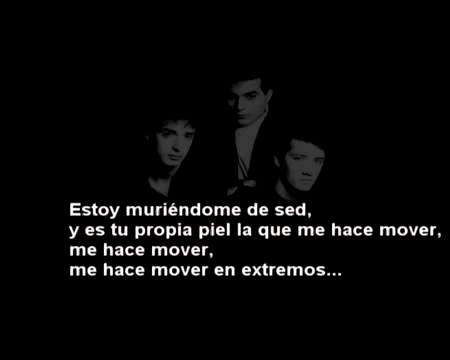 Estoy muriéndome de sed,
y es tu propia piel la que me hace mover,
me hace mover,
me hace mover en extremos...